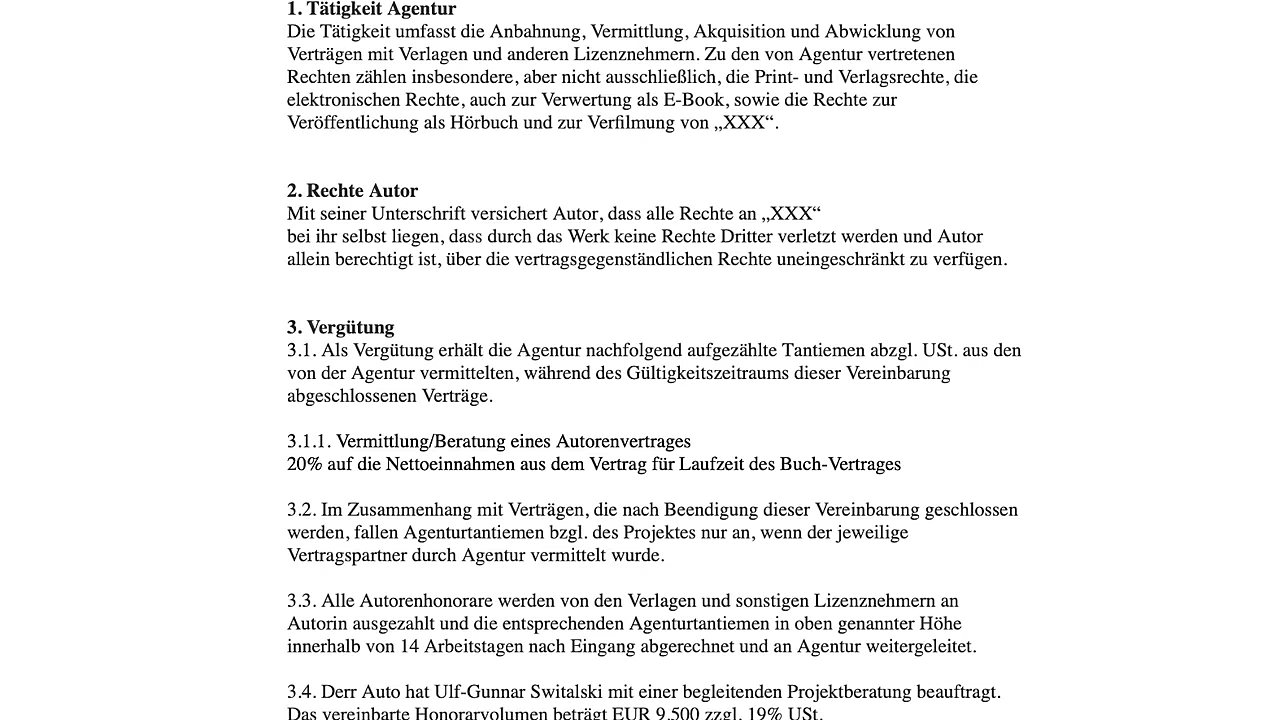 1. Tätigkeit Agentur
Die Tätigkeit umfasst die Anbahnung, Vermittlung, Akquisition und Abwicklung von
Verträgen mit Verlagen und anderen Lizenznehmern. Zu den von Agentur vertretenen
Rechten zählen insbesondere, aber nicht ausschließlich, die Print- und Verlagsrechte, die
elektronischen Rechte, auch zur Verwertung als E-Book, sowie die Rechte zur
Veröffentlichung als Hörbuch und zur Verfilmung von „XXX“.
2. Rechte Autor
Mit seiner Unterschrift versichert Autor, dass alle Rechte an „XXX“
bei ihr selbst liegen, dass durch das Werk keine Rechte Dritter verletzt werden und Autor
allein berechtigt ist, über die vertragsgegenständlichen Rechte uneingeschränkt zu verfügen.
3. Vergütung
3.1. Als Vergütung erhält die Agentur nachfolgend aufgezählte Tantiemen abzgl. USt. aus den
von der Agentur vermittelten, während des Gültigkeitszeitraums dieser Vereinbarung
abgeschlossenen Verträge.
3.1.1. Vermittlung/Beratung eines Autorenvertrages
20% auf die Nettoeinnahmen aus dem Vertrag für Laufzeit des Buch-Vertrages
3.2. Im Zusammenhang mit Verträgen, die nach Beendigung dieser Vereinbarung geschlossen
werden, fallen Agenturtantiemen bzgl. des Projektes nur an, wenn der jeweilige
Vertragspartner durch Agentur vermittelt wurde.
3.3. Alle Autorenhonorare werden von den Verlagen und sonstigen Lizenznehmern an
Autorin ausgezahlt und die entsprechenden Agenturtantiemen in oben genannter Höhe
innerhalb von 14 Arbeitstagen nach Eingang abgerechnet und an Agentur weitergeleitet.
3.4. Derr Auto hat Ulf-Gunnar Switalski mit einer begleitenden Projektberatung beauftragt.
Das vereinbarte Honorarvolumen beträgt EUR 9.500 zzgl. 19% USt.